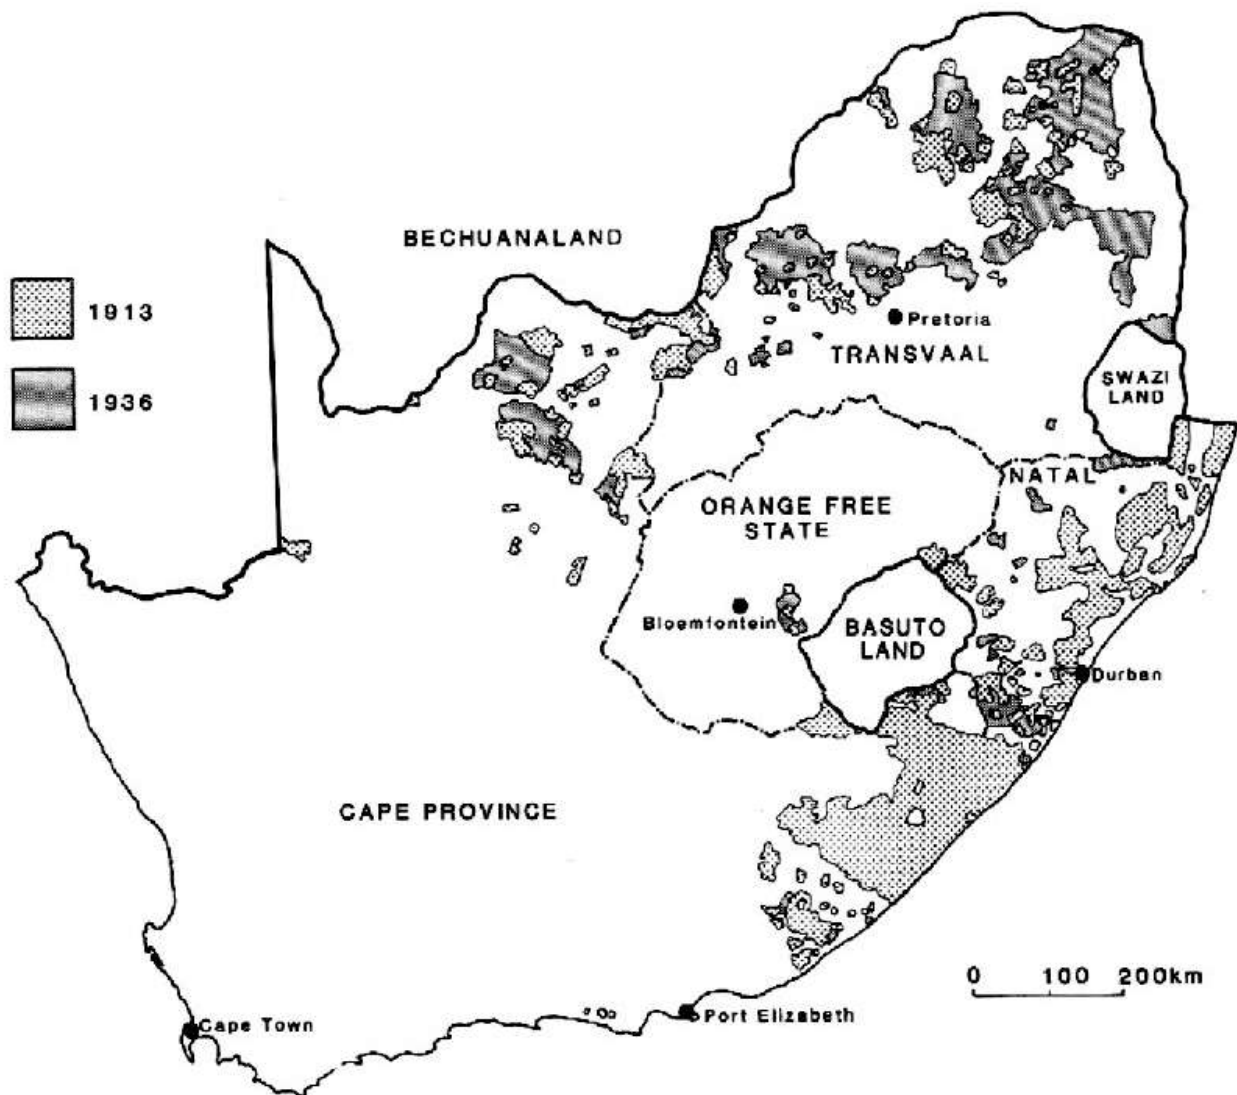 BECHUANALAND
1913
1936
Pretoria
TRANSVAAL
SWAZI
LAND
NATAL
ORANGE FREE
STATE
Bloemfontein
BASUTO
LAND
Durban
CAPE PROVINCE
0 100 200km
Cape Town
Port Elizabeth